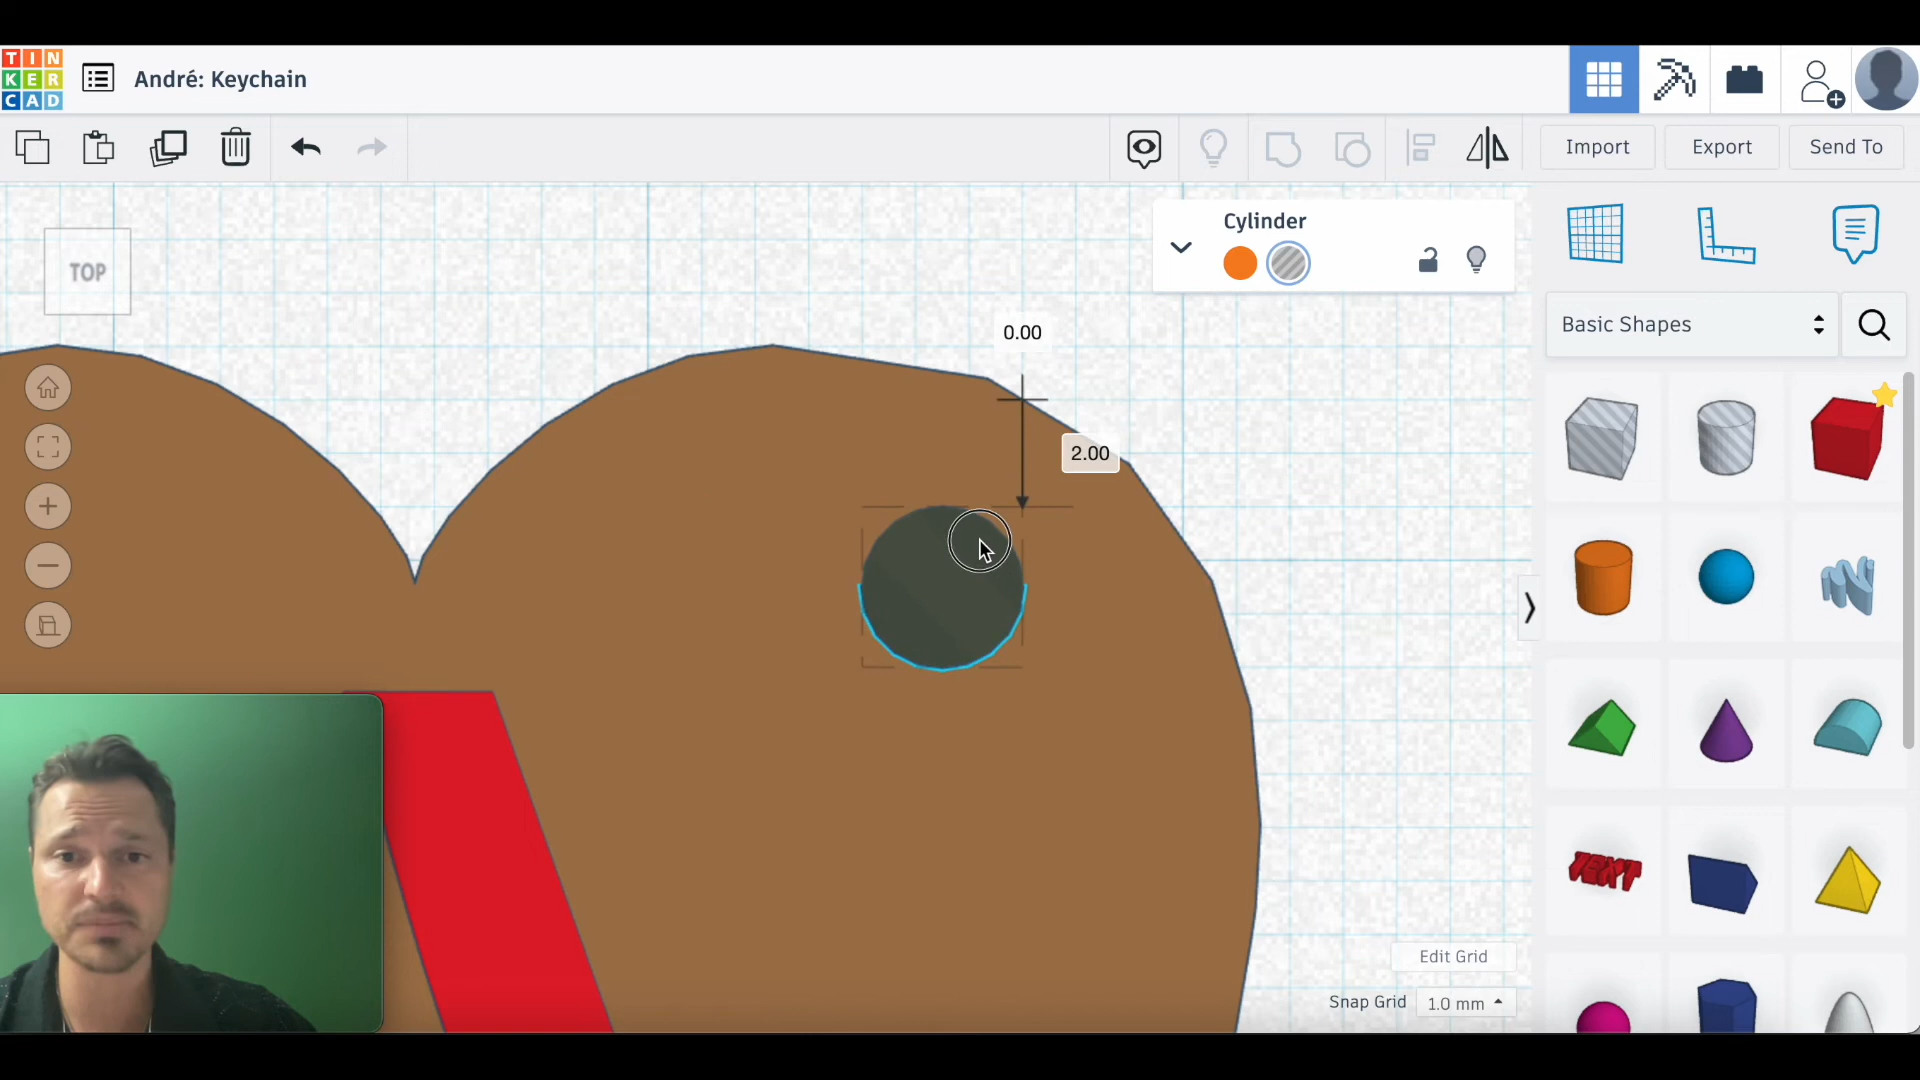 TIN
KER
CAD
André: Keychain
Import
Export
Send To
TOP
Cylinder
0.00
2.00
Basic Shapes
TEXT
Edit Grid
Snap Grid 1.0 mm